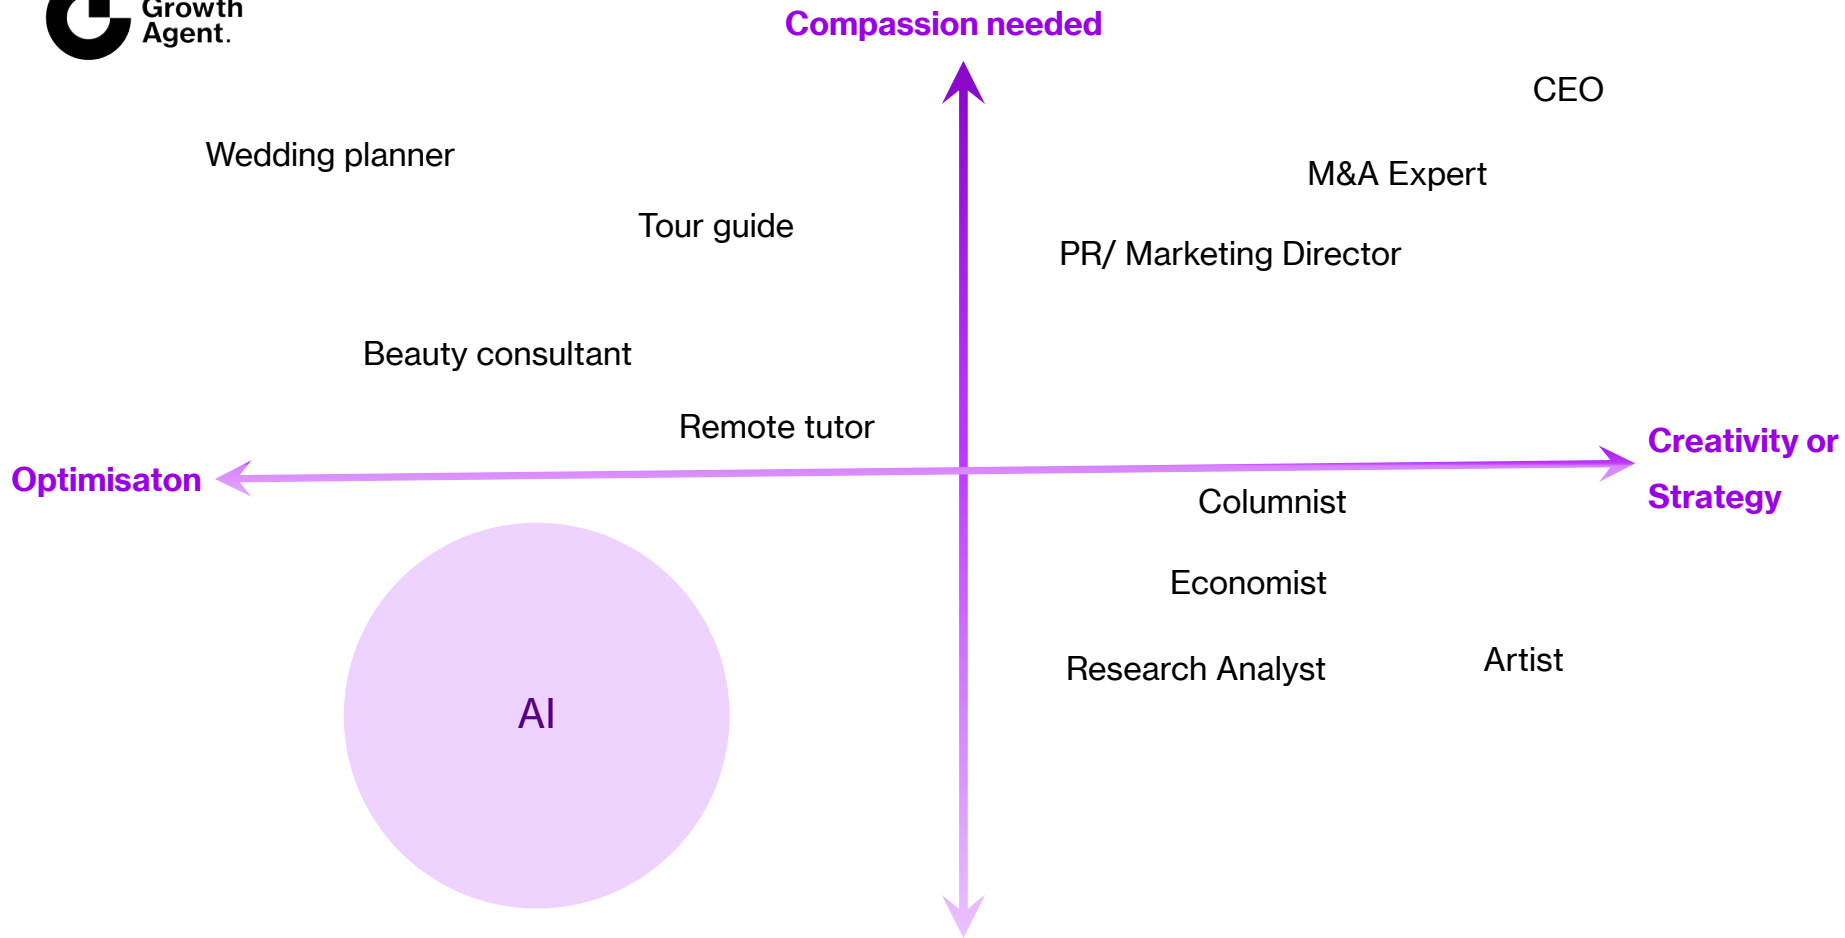 Growth
Agent.
Compassion needed
CEO
Wedding planner
M&A Expert
Tour guide
PR/ Marketing Director
Beauty consultant
Remote tutor
Optimisaton
Creativity or
Strategy
Columnist
Economist
Research Analyst
Artist
AI